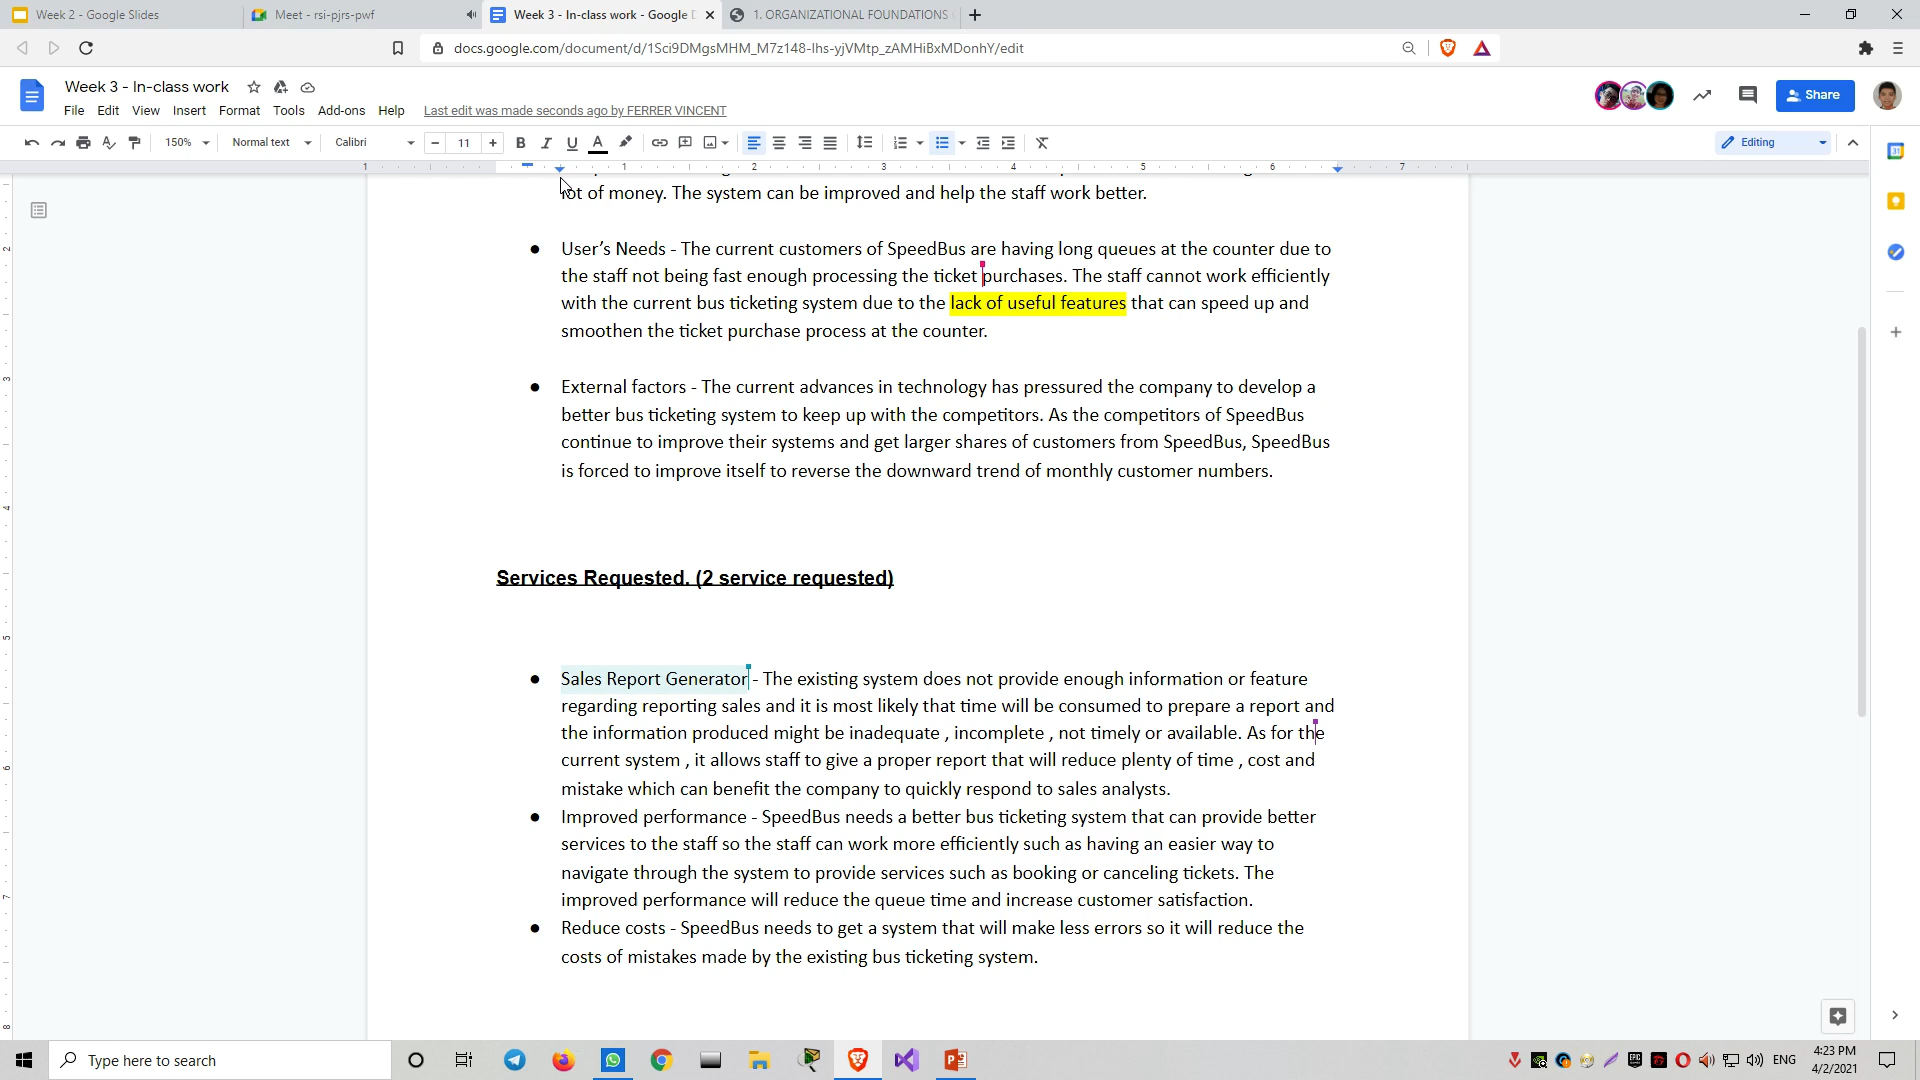 Week 2 - Google Slides
Meet - rsi-pjrs-pwf
Week 3 - In-class work - Google D
1. ORGANIZATIONAL FOUNDATIONS
docs.google.com/document/d/1Sci9DMgsMHM_M7z148-lhs-yjVMtp_zAMHiBxMDonhY/edit
Week 3 - In-class work
File Edit View Insert Format Tools Add-ons Help Last edit was made seconds ago by FERRER VINCENT
Share
150% Normal text Calibri 11 Editing
1 1 2 3 4 5 6 7
lot of money. The system can be improved and help the staff work better.
● User’s Needs - The current customers of SpeedBus are having long queues at the counter due to
the staff not being fast enough processing the ticket purchases. The staff cannot work efficiently
with the current bus ticketing system due to the lack of useful features that can speed up and
smoothen the ticket purchase process at the counter.
● External factors - The current advances in technology has pressured the company to develop a
better bus ticketing system to keep up with the competitors. As the competitors of SpeedBus
continue to improve their systems and get larger shares of customers from SpeedBus, SpeedBus
is forced to improve itself to reverse the downward trend of monthly customer numbers.
Services Requested. (2 service requested)
● Sales Report Generator - The existing system does not provide enough information or feature
regarding reporting sales and it is most likely that time will be consumed to prepare a report and
the information produced might be inadequate , incomplete , not timely or available. As for the
current system , it allows staff to give a proper report that will reduce plenty of time , cost and
mistake which can benefit the company to quickly respond to sales analysts.
● Improved performance - SpeedBus needs a better bus ticketing system that can provide better
services to the staff so the staff can work more efficiently such as having an easier way to
navigate through the system to provide services such as booking or canceling tickets. The
improved performance will reduce the queue time and increase customer satisfaction.
● Reduce costs - SpeedBus needs to get a system that will make less errors so it will reduce the
costs of mistakes made by the existing bus ticketing system.
Type here to search
ENG
4:23 PM
4/2/2021